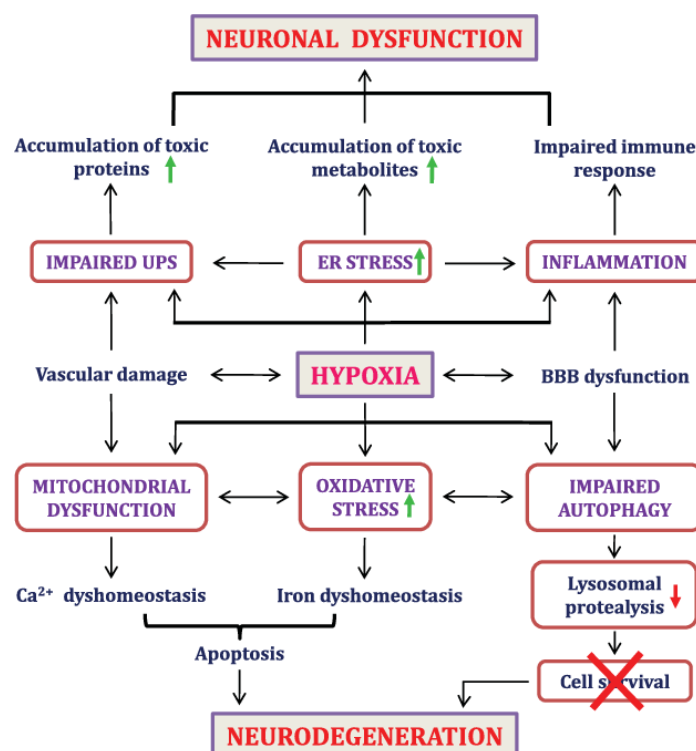 NEURONAL DYSFUNCTION
Accumulation of toxic
proteins
Accumulation of toxic
metabolites
Impaired immune
response
IMPAIRED UPS
ER STRESS
INFLAMMATION
Vascular damage
HYPOXIA
BBB dysfunction
MITOCHONDRIAL
DYSFUNCTION
OXIDATIVE
STRESS
IMPAIRED
AUTOPHAGY
Ca²⁺ dyshomeostasis
Iron dyshomeostasis
Lysosomal
protealysis
Apoptosis
Cell survival
NEURODEGENERATION